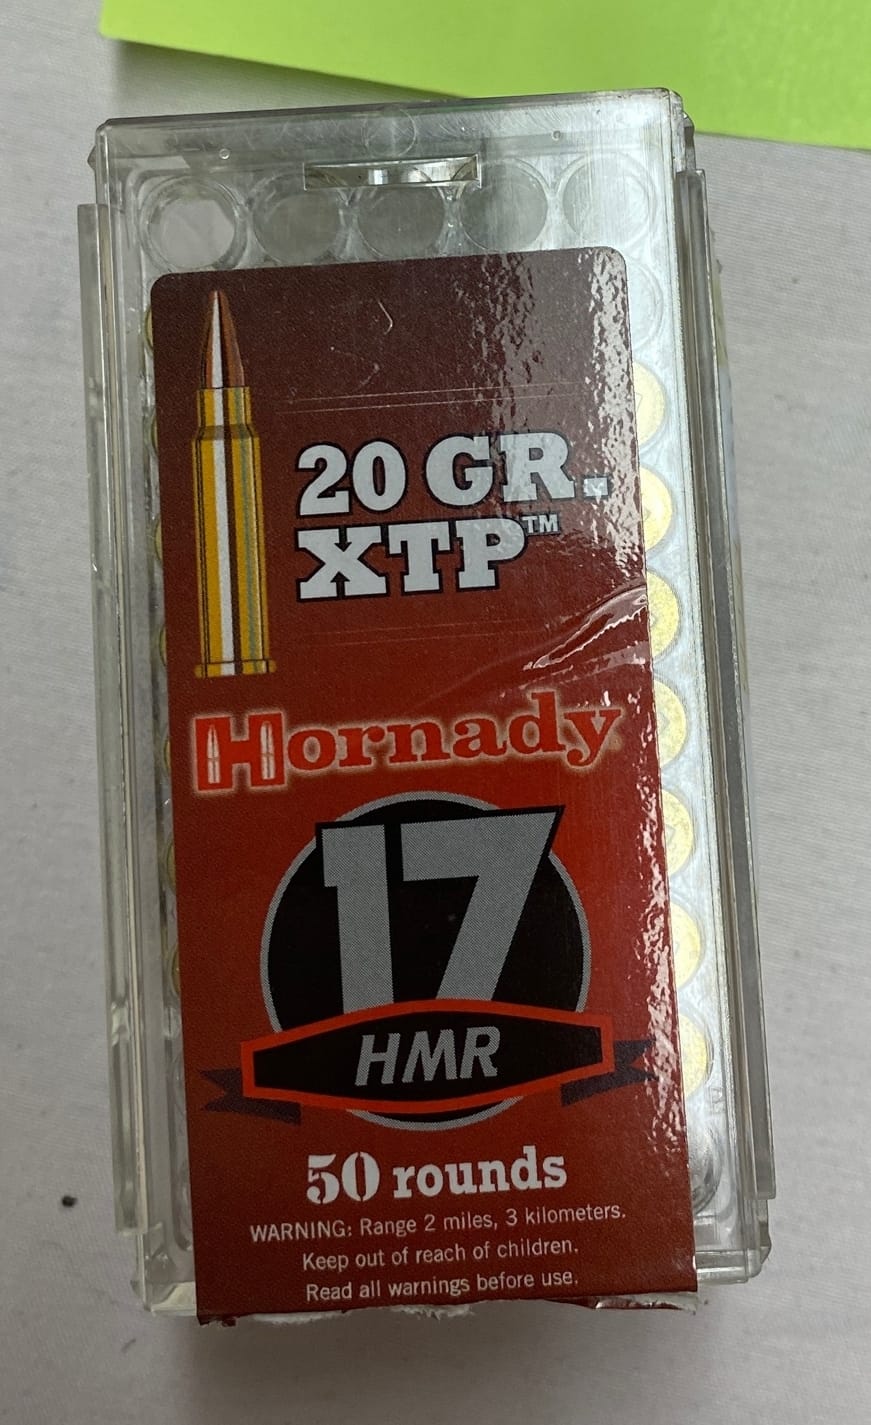 20 GR.
XTP™
Hornady
17
HMR
50 rounds
WARNING: Range 2 miles, 3 kilometers.
Keep out of reach of children.
Read all warnings before use.